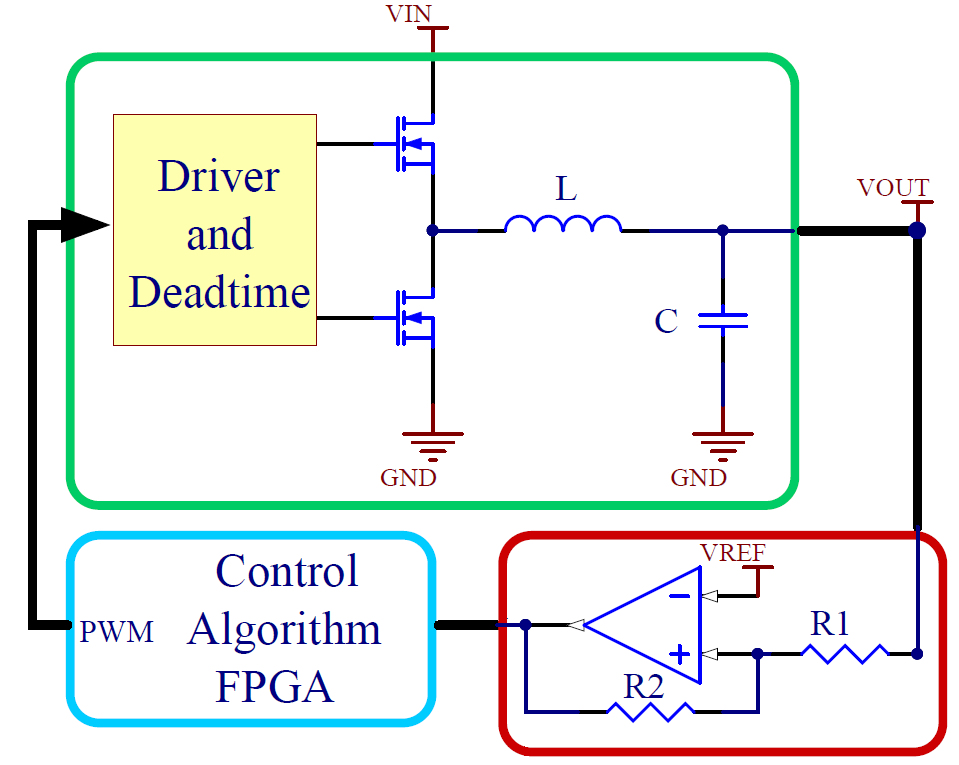 VIN
Driver
and
Deadtime
L
VOUT
C
GND
GND
PWM
Control
Algorithm
FPGA
VREF
R1
R2